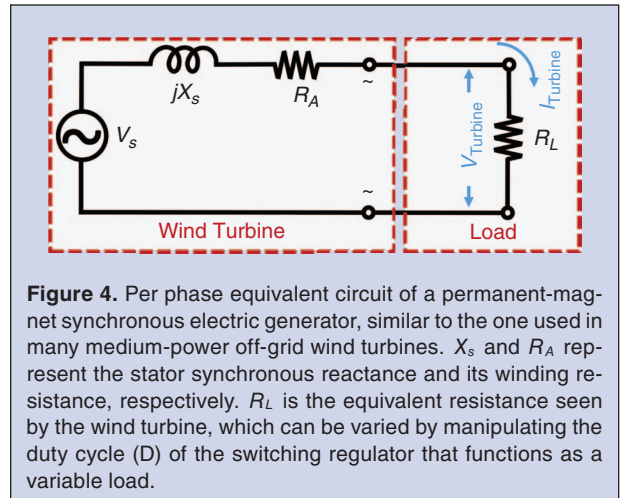 jXₛ
R_A
~
Vₛ
V_Turbine
I_Turbine
R_L
~
Wind Turbine
Load
Figure 4. Per phase equivalent circuit of a permanent-mag-
net synchronous electric generator, similar to the one used in
many medium-power off-grid wind turbines. Xₛ and R_A rep-
resent the stator synchronous reactance and its winding re-
sistance, respectively. R_L is the equivalent resistance seen
by the wind turbine, which can be varied by manipulating the
duty cycle (D) of the switching regulator that functions as a
variable load.